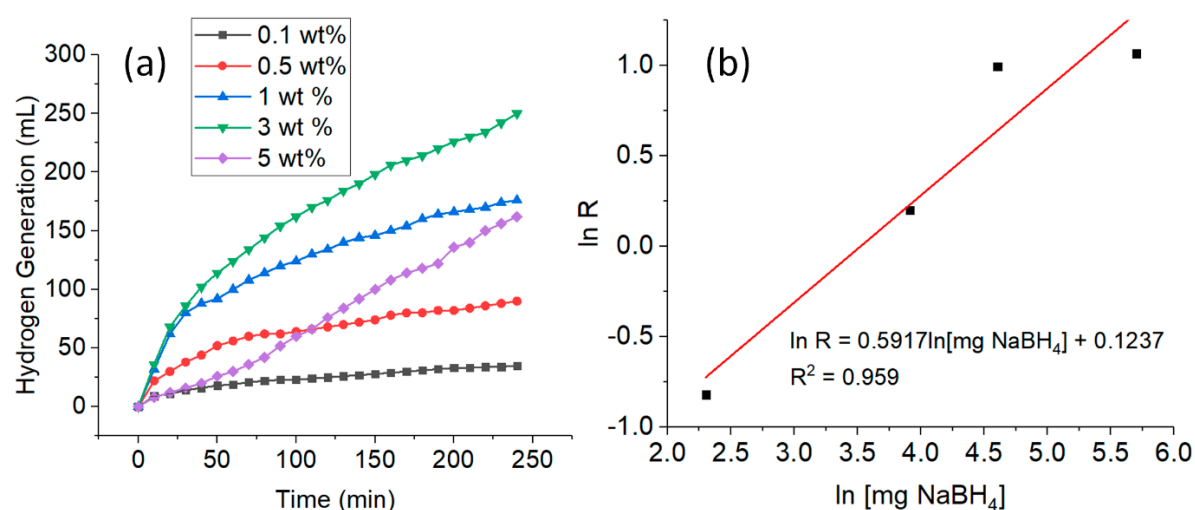 (a)
0.1 wt%
0.5 wt%
1 wt %
3 wt %
5 wt%
Hydrogen Generation (mL)
300
250
200
150
100
50
0
0 50 100 150 200 250
Time (min)
(b)
ln R
1.0
0.5
0.0
-0.5
-1.0
ln R = 0.5917ln[mg NaBH4] + 0.1237
R2 = 0.959
2.0 2.5 3.0 3.5 4.0 4.5 5.0 5.5 6.0
ln [mg NaBH4]